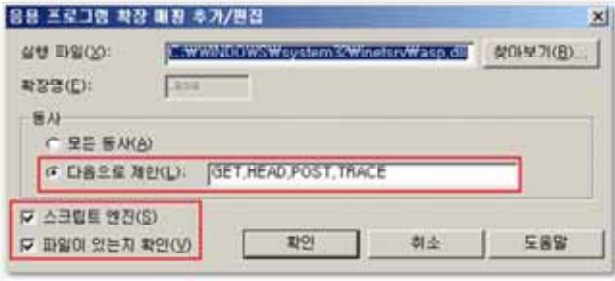 응용 프로그램 확장 매핑 추가/편집
실행 파일(X): C:₩WINDOWS₩system32₩inetsrv₩asp.dll 찾아보기(B)...
확장명(E): .asa
동사
모든 동사(A)
다음으로 제한(L): GET,HEAD,POST,TRACE
스크립트 엔진(S)
파일이 있는지 확인(V) 확인 취소 도움말